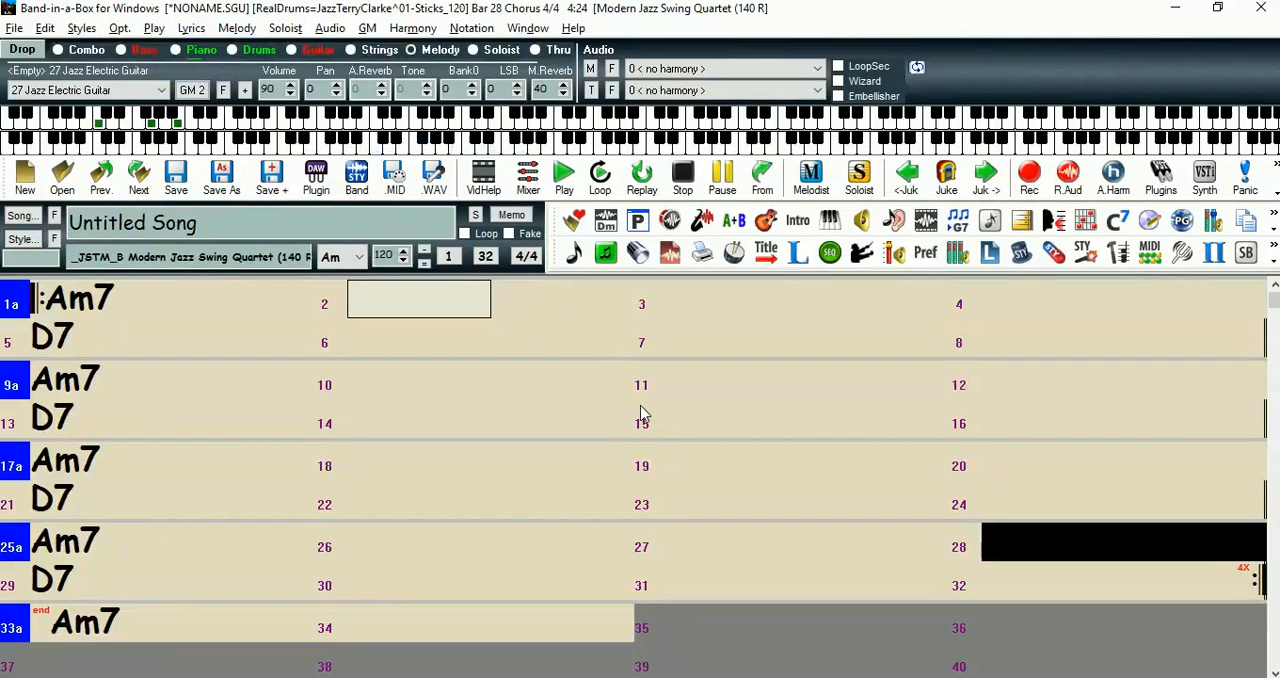 Band-in-a-Box for Windows [*NONAME.SGU] [RealDrums=JazzTerryClarke^01-Sticks_120] Bar 28 Chorus 4/4 4:24 [Modern Jazz Swing Quartet (140 R)
File Edit Styles Opt. Play Lyrics Melody Soloist Audio GM Harmony Notation Window Help
Drop Combo Bass Piano Drums Guitar Strings Melody Soloist Thru Audio
<Empty> 27 Jazz Electric Guitar Volume Pan A.Reverb Tone Bank0 LSB M.Reverb M F 0 < no harmony > LoopSec
Wizard
27 Jazz Electric Guitar GM 2 F + 90 0 0 0 0 0 40 T F 0 < no harmony > Embellisher
New Open Prev. Next Save Save As Save + DAW Plugin Band .MID .WAV VidHelp Mixer Play Loop Replay Stop Pause From Melodist Soloist <Juk Juke Juk -> Rec R.Aud A.Ham Plugins Synth Panic
Song... F Untitled Song S Memo Intro
Loop Fake
Style... F _JSTM_B Modern Jazz Swing Quartet (140 R Am 120 1 32 4/4 Title Pref SB
1a Am7 2 3 4
5 D7 6 7 8
9a Am7 10 11 12
13 D7 14 15 16
17a Am7 18 19 20
21 D7 22 23 24
25a Am7 26 27 28
29 D7 30 31 32 4X
33a end Am7 34 35 36
37 38 39 40